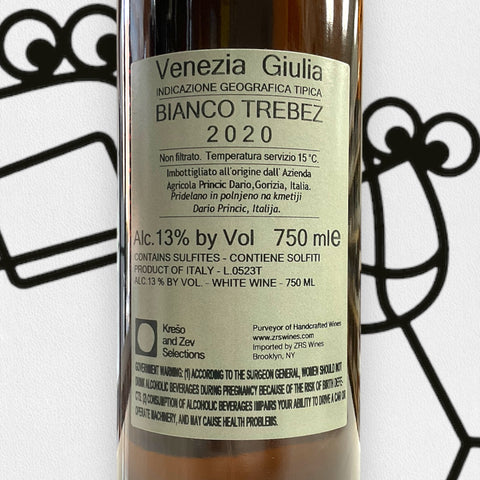 Venezia Giulia
INDICAZIONE GEOGRAFICA TIPICA
BIANCO TREBEZ
2020
Non filtrato. Temperatura servizio 15°C.
Imbottigliato all'origine dall' Azienda
Agricola Princic Dario,Gorizia, Italia.
Pridelano in polnjeno na kmetiji
Dario Princic, Italija.
Alc.13% by Vol 750 ml℮
CONTAINS SULFITES - CONTIENE SOLFITI
PRODUCT OF ITALY - L.0523T
ALC.13 % BY VOL. - WHITE WINE - 750 ML
Krešo
and Zev
Selections
Purveyor of Handcrafted Wines
www.zrswines.com
Imported by ZRS Wines
Brooklyn, NY
GOVERNMENT WARNING: (1) ACCORDING TO THE SURGEON GENERAL, WOMEN SHOULD NOT
DRINK ALCOHOLIC BEVERAGES DURING PREGNANCY BECAUSE OF THE RISK OF BIRTH DEFE-
CTS. (2) CONSUMPTION OF ALCOHOLIC BEVERAGES IMPAIRS YOUR ABILITY TO DRIVE A CAR OR
OPERATE MACHINERY, AND MAY CAUSE HEALTH PROBLEMS.